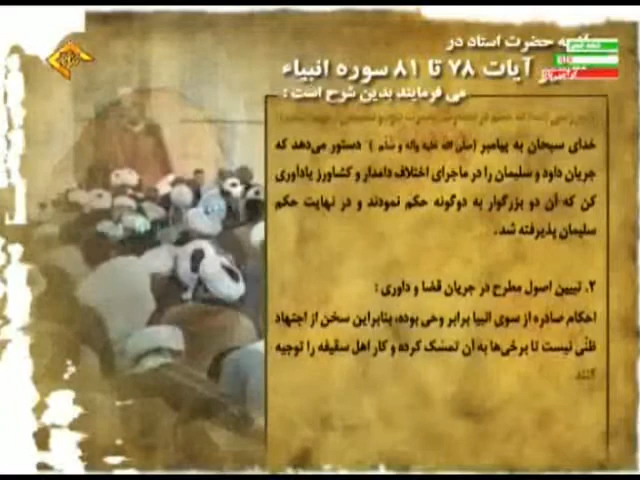 حضرت استاد در
آیات ۷۸ تا ۸۱ سوره انبیاء
می فرمایند بدین شرح است :
خدای سبحان به پیامبر (صلی الله علیه واله و سلم ) دستور می‌دهد که
جریان داود و سلیمان را در ماجرای اختلاف دامدار و کشاورز یادآوری
کن که آن دو بزرگوار به دوگونه حکم نمودند و در نهایت حکم
سلیمان پذیرفته شد.
۲. تبیین اصول مطرح در جریان قضا و داوری :
احکام صادره از سوی انبیا برابر وحی بوده، بنابراین سخن از اجتهاد
ظنّی نیست تا برخی‌ها به آن تمسّک کرده و کار اهل سقیفه را توجیه
کنند